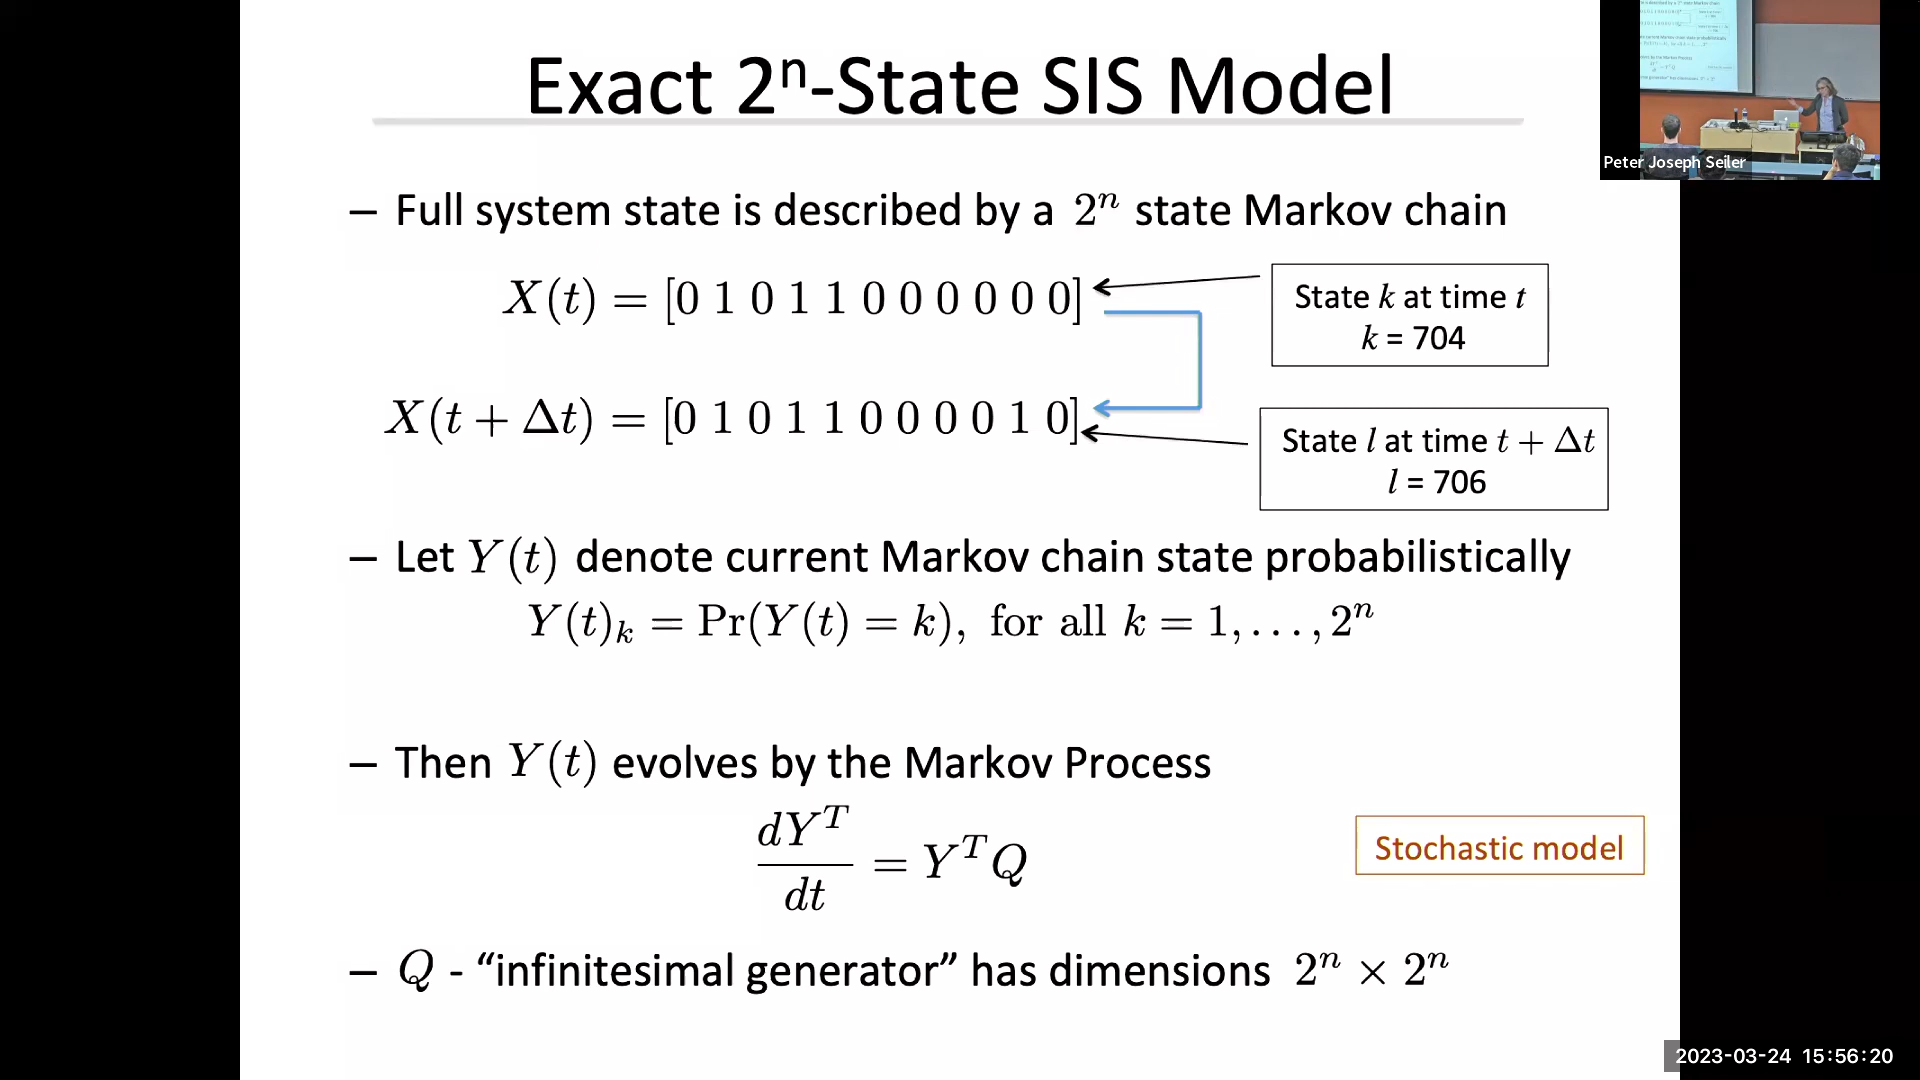 Exact 2ⁿ-State SIS Model
Peter Joseph Seiler
– Full system state is described by a 2ⁿ state Markov chain
X(t) = [0 1 0 1 1 0 0 0 0 0 0]
State k at time t
k = 704
X(t + Δt) = [0 1 0 1 1 0 0 0 0 1 0]
State l at time t + Δt
l = 706
– Let Y(t) denote current Markov chain state probabilistically
Y(t)ₖ = Pr(Y(t) = k), for all k = 1, . . . , 2ⁿ
– Then Y(t) evolves by the Markov Process
dYᵀ/dt = YᵀQ
Stochastic model
– Q - “infinitesimal generator” has dimensions 2ⁿ × 2ⁿ
2023-03-24 15:56:20